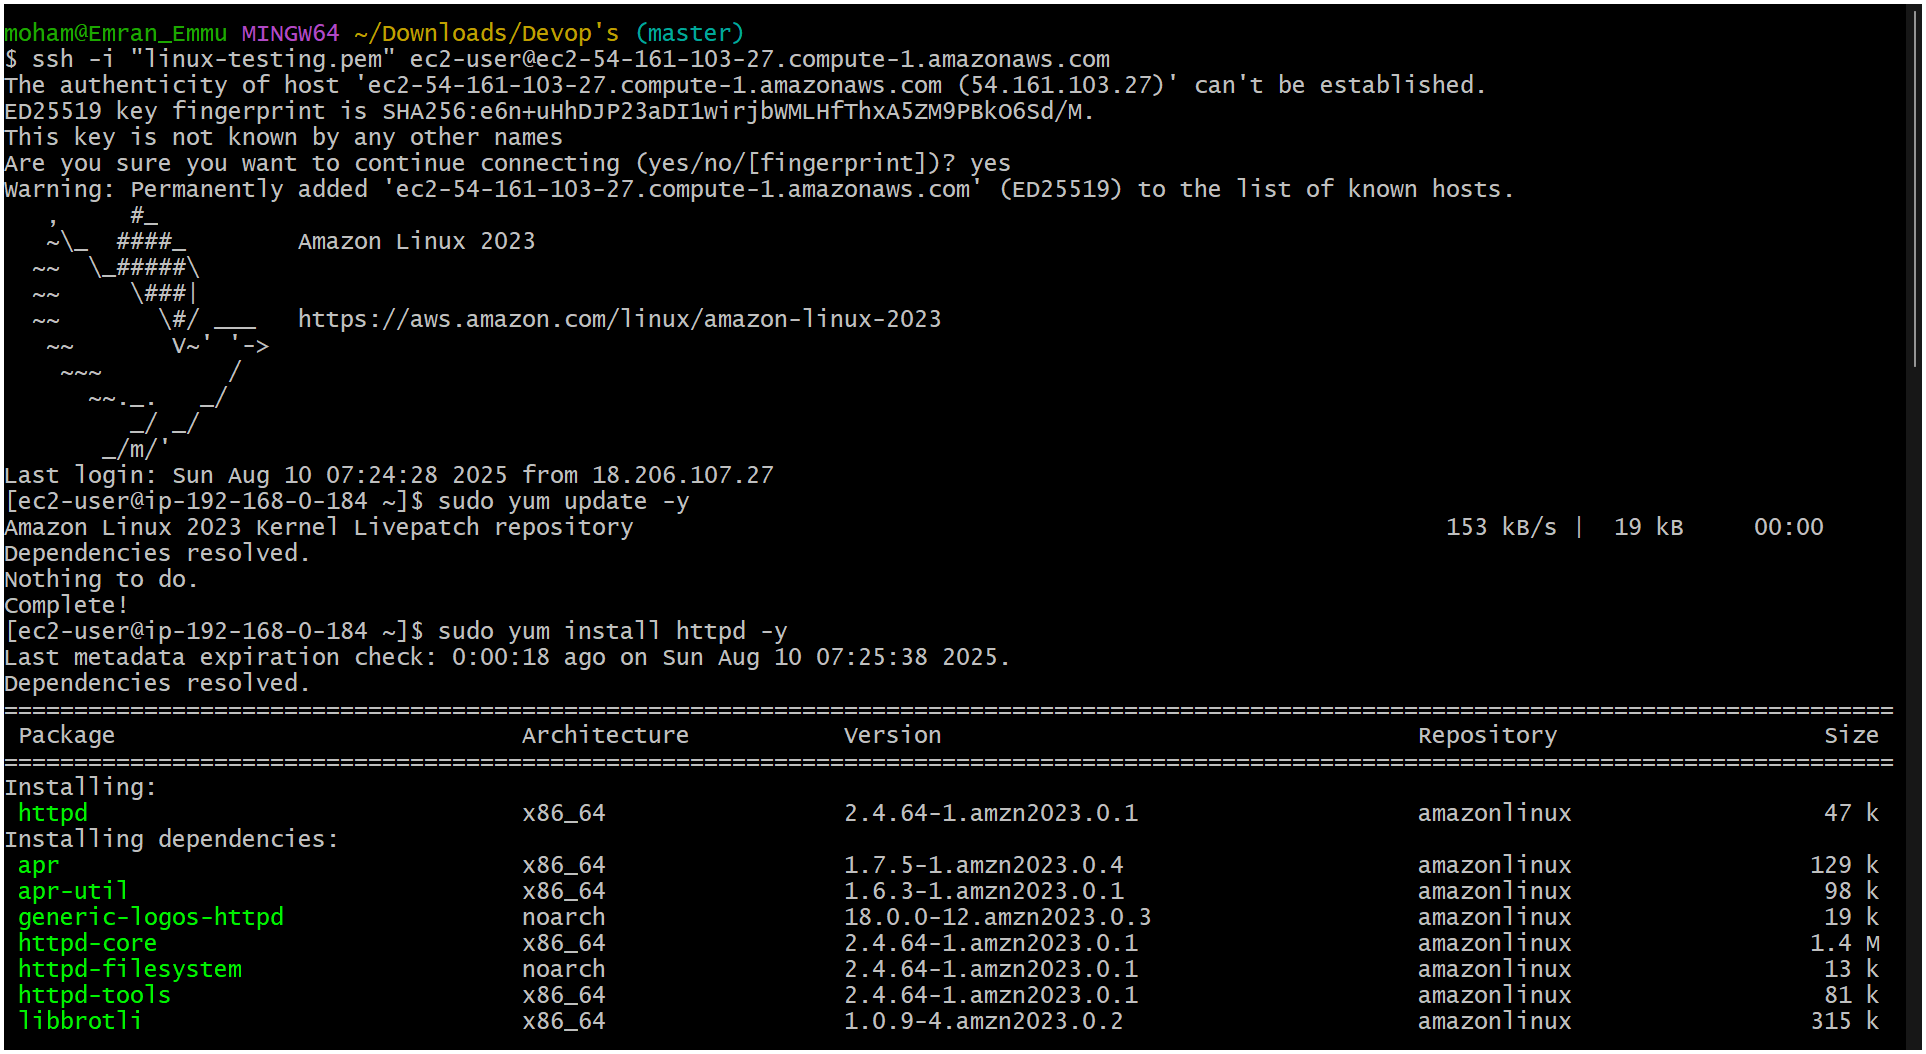 moham@Emran_Emmu MINGW64 ~/Downloads/Devop's (master)
$ ssh -i "linux-testing.pem" ec2-user@ec2-54-161-103-27.compute-1.amazonaws.com
The authenticity of host 'ec2-54-161-103-27.compute-1.amazonaws.com (54.161.103.27)' can't be established.
ED25519 key fingerprint is SHA256:e6n+uHhDJP23aDI1wirjbWMLHfThxA5ZM9PBkO6Sd/M.
This key is not known by any other names
Are you sure you want to continue connecting (yes/no/[fingerprint])? yes
Warning: Permanently added 'ec2-54-161-103-27.compute-1.amazonaws.com' (ED25519) to the list of known hosts.
   ,     #_
   ~\_  ####_        Amazon Linux 2023
  ~~  \_#####\
  ~~     \###|
  ~~       \#/ ___   https://aws.amazon.com/linux/amazon-linux-2023
   ~~       V~' '->
    ~~~         /
      ~~._.   _/
         _/ _/
       _/m/'
Last login: Sun Aug 10 07:24:28 2025 from 18.206.107.27
[ec2-user@ip-192-168-0-184 ~]$ sudo yum update -y
Amazon Linux 2023 Kernel Livepatch repository                                                          153 kB/s |  19 kB     00:00
Dependencies resolved.
Nothing to do.
Complete!
[ec2-user@ip-192-168-0-184 ~]$ sudo yum install httpd -y
Last metadata expiration check: 0:00:18 ago on Sun Aug 10 07:25:38 2025.
Dependencies resolved.
=======================================================================================================================================
 Package                             Architecture           Version                                  Repository                   Size
=======================================================================================================================================
Installing:
 httpd                               x86_64                 2.4.64-1.amzn2023.0.1                    amazonlinux                  47 k
Installing dependencies:
 apr                                 x86_64                 1.7.5-1.amzn2023.0.4                     amazonlinux                 129 k
 apr-util                            x86_64                 1.6.3-1.amzn2023.0.1                     amazonlinux                  98 k
 generic-logos-httpd                 noarch                 18.0.0-12.amzn2023.0.3                   amazonlinux                  19 k
 httpd-core                          x86_64                 2.4.64-1.amzn2023.0.1                    amazonlinux                 1.4 M
 httpd-filesystem                    noarch                 2.4.64-1.amzn2023.0.1                    amazonlinux                  13 k
 httpd-tools                         x86_64                 2.4.64-1.amzn2023.0.1                    amazonlinux                  81 k
 libbrotli                           x86_64                 1.0.9-4.amzn2023.0.2                     amazonlinux                 315 k